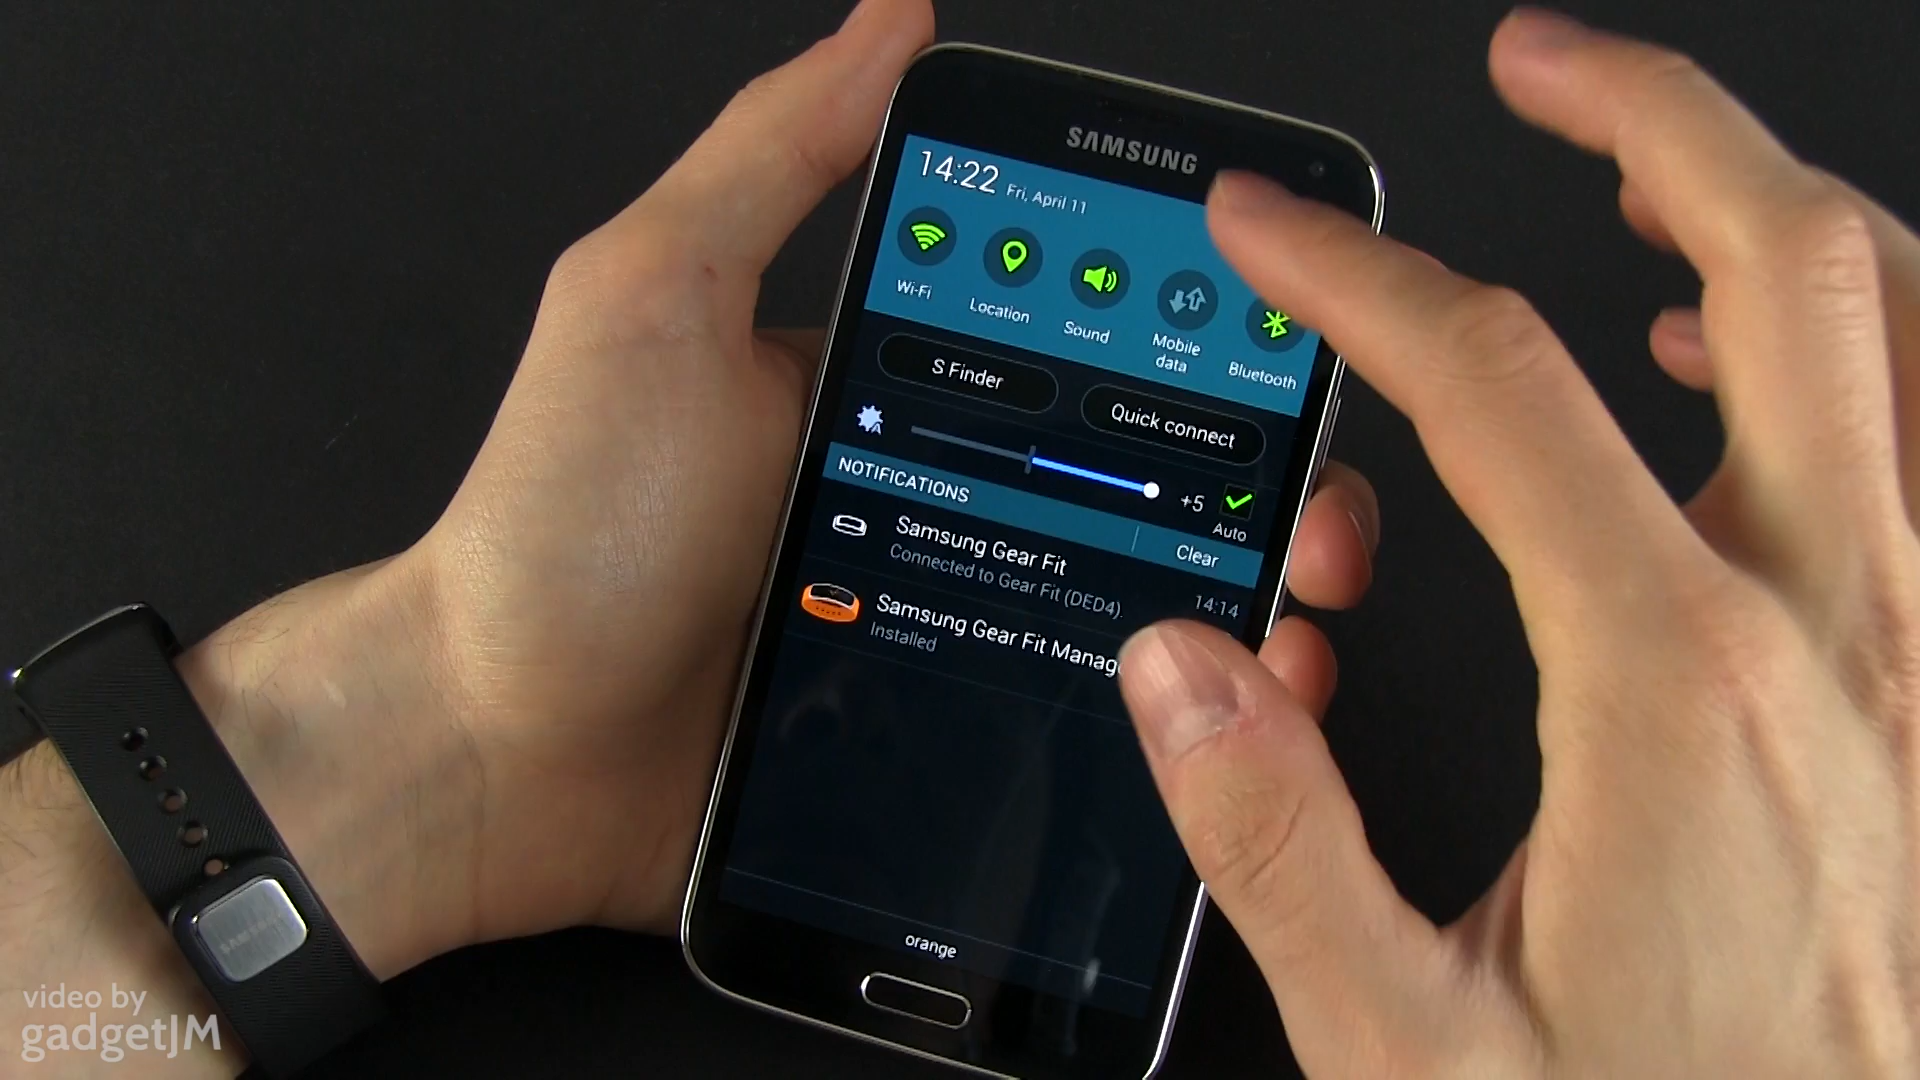 SAMSUNG
14:22 Fri, April 11
Wi-Fi
Location
Sound
Mobile
data
Bluetooth
S Finder
Quick connect
+5
Auto
NOTIFICATIONS
Clear
Samsung Gear Fit
Connected to Gear Fit (DED4).
14:14
Samsung Gear Fit Manag
Installed
orange
SAMSUNG
video by
gadgetJM